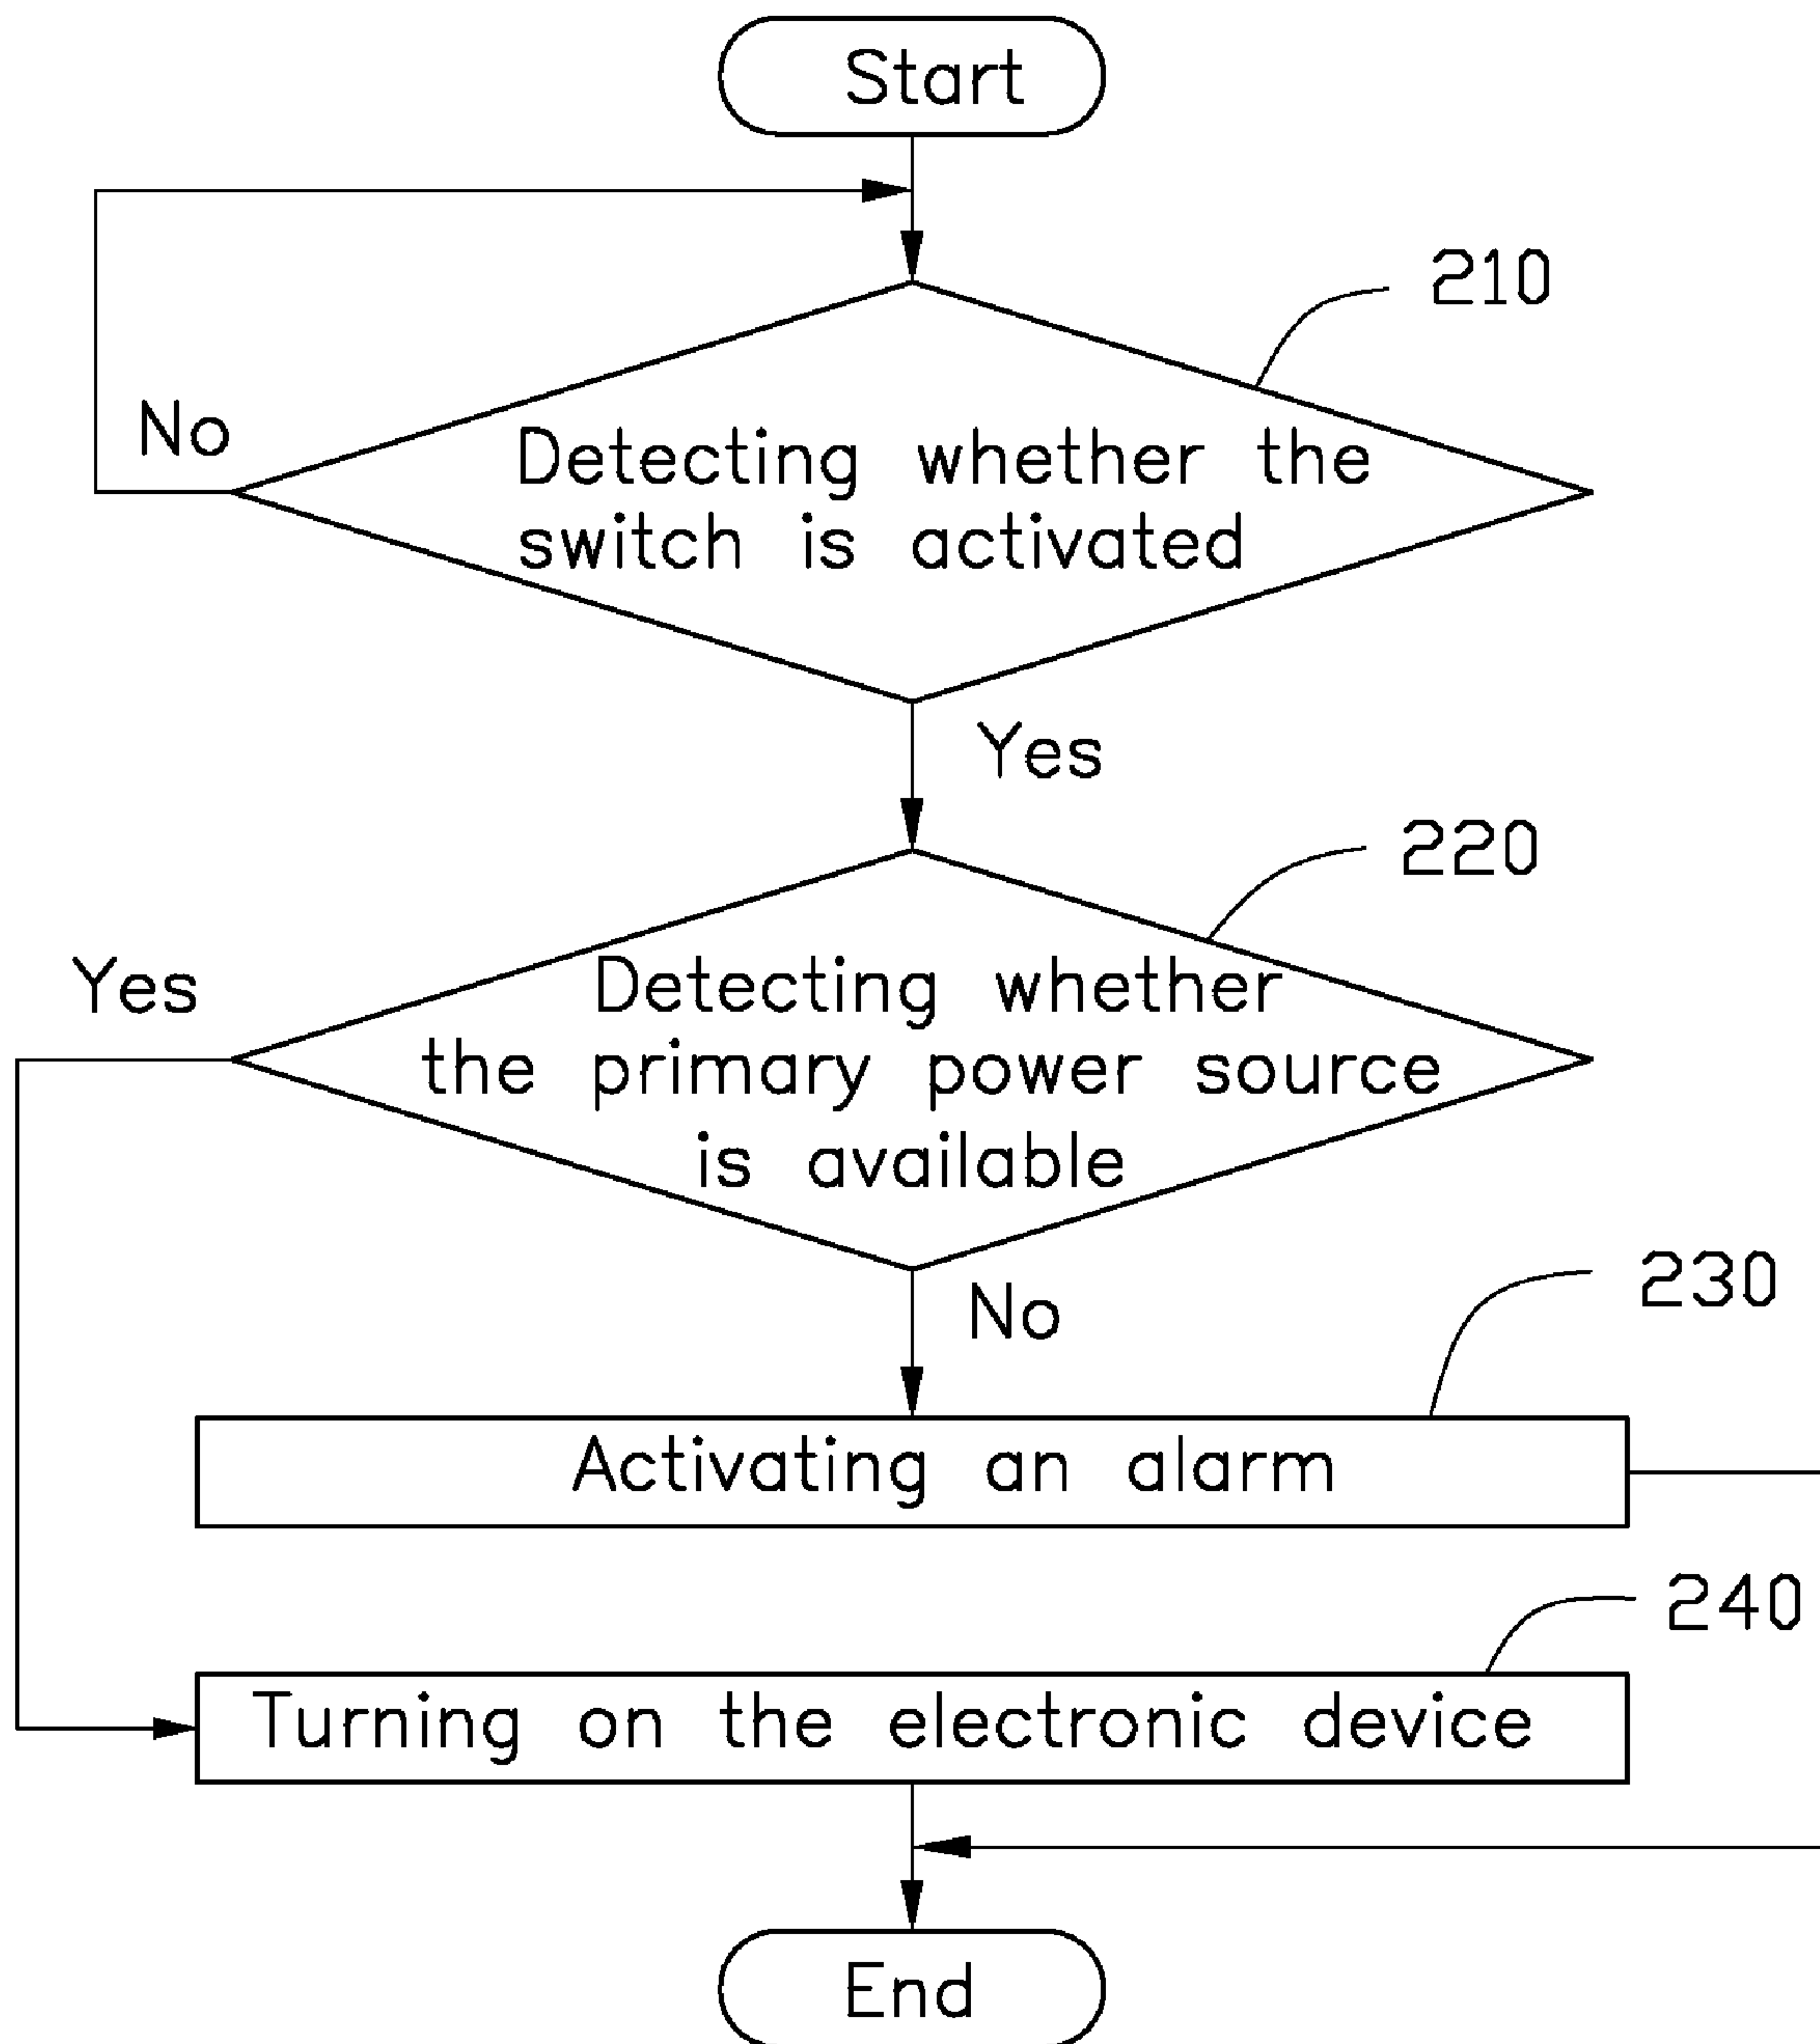 Start
210
No
Detecting whether the
switch is activated
Yes
220
Yes
Detecting whether
the primary power source
is available
No
230
Activating an alarm
240
Turning on the electronic device
End